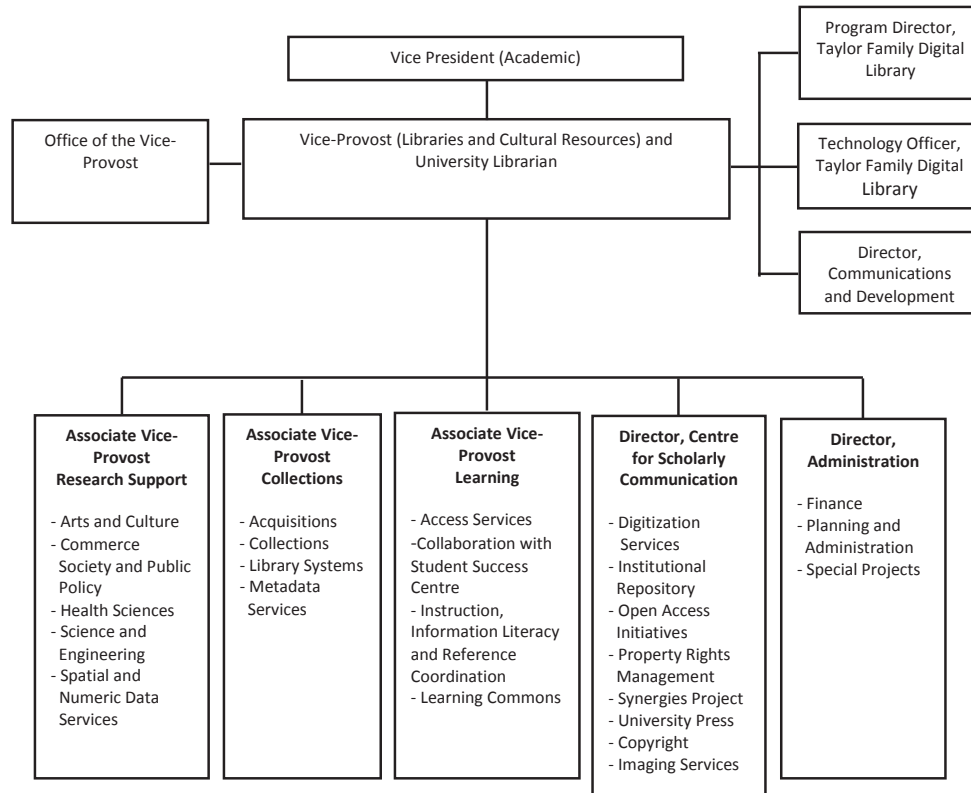 Vice President (Academic)
Program Director,
Taylor Family Digital
Library
Office of the Vice-
Provost
Vice-Provost (Libraries and Cultural Resources) and
University Librarian
Technology Officer,
Taylor Family Digital
Library
Director,
Communications
and Development
Associate Vice-
Provost
Research Support
- Arts and Culture
- Commerce
Society and Public
Policy
- Health Sciences
- Science and
Engineering
- Spatial and
Numeric Data
Services
Associate Vice-
Provost
Collections
- Acquisitions
- Collections
- Library Systems
- Metadata
Services
Associate Vice-
Provost
Learning
- Access Services
-Collaboration with
Student Success
Centre
- Instruction,
Information Literacy
and Reference
Coordination
- Learning Commons
Director, Centre
for Scholarly
Communication
- Digitization
Services
- Institutional
Repository
- Open Access
Initiatives
- Property Rights
Management
- Synergies Project
- University Press
- Copyright
- Imaging Services
Director,
Administration
- Finance
- Planning and
Administration
- Special Projects